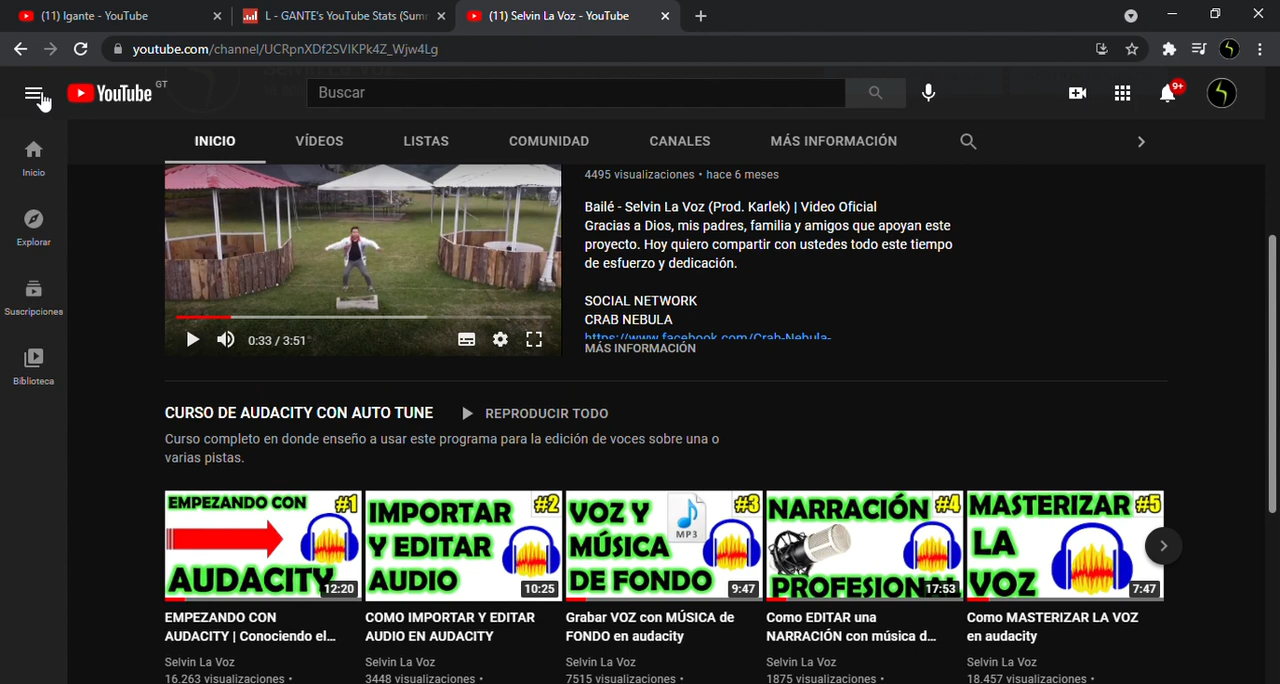 (11) lgante - YouTube
L - GANTE's YouTube Stats (Sum
(11) Selvin La Voz - YouTube
youtube.com/channel/UCRpnXDf2SVIKPk4Z_Wjw4Lg
YouTube GT
Buscar
9+
INICIO
VÍDEOS
LISTAS
COMUNIDAD
CANALES
MÁS INFORMACIÓN
Inicio
Explorar
Suscripciones
Biblioteca
0:33 / 3:51
4495 visualizaciones • hace 6 meses
Bailé - Selvin La Voz (Prod. Karlek) | Video Oficial
Gracias a Dios, mis padres, familia y amigos que apoyan este
proyecto. Hoy quiero compartir con ustedes todo este tiempo
de esfuerzo y dedicación.
SOCIAL NETWORK
CRAB NEBULA
https://www.facebook.com/Crab-Nebula-
MÁS INFORMACIÓN
CURSO DE AUDACITY CON AUTO TUNE
REPRODUCIR TODO
Curso completo en donde enseño a usar este programa para la edición de voces sobre una o
varias pistas.
EMPEZANDO CON #1
AUDACITY
12:20
IMPORTAR #2
Y EDITAR
AUDIO
10:25
VOZ Y #3
MP3
MÚSICA
DE FONDO
9:47
NARRACIÓN #4
PROFESIONAL
17:53
MASTERIZAR #5
LA
VOZ
7:47
EMPEZANDO CON
AUDACITY | Conociendo el...
Selvin La Voz
16.263 visualizaciones •
COMO IMPORTAR Y EDITAR
AUDIO EN AUDACITY
Selvin La Voz
3448 visualizaciones •
Grabar VOZ con MÚSICA de
FONDO en audacity
Selvin La Voz
7515 visualizaciones •
Como EDITAR una
NARRACIÓN con música d...
Selvin La Voz
1875 visualizaciones •
Como MASTERIZAR LA VOZ
en audacity
Selvin La Voz
18.457 visualizaciones •